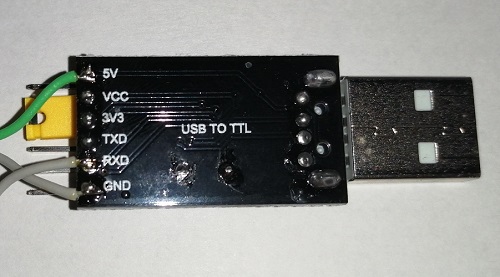 5V
VCC
3V3
TXD
USB TO TTL
RXD
GND